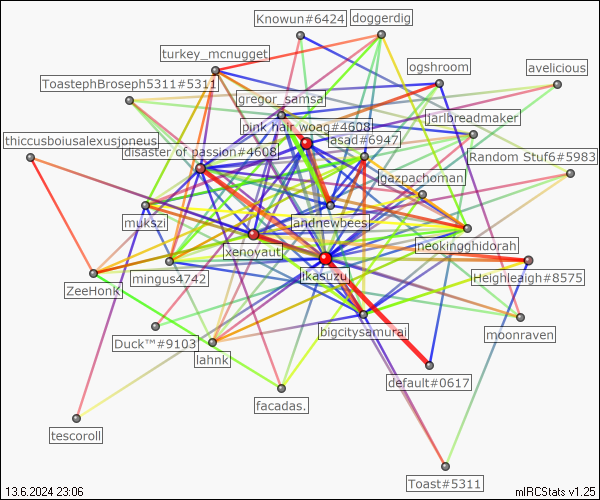 Knowun#6424
doggerdig
turkey_mcnugget
ogshroom
avelicious
ToastephBroseph5311#5311
gregor_samsa
jaribreadmaker
pink hair woag#4608
thiccusboiusalexusjoneus
asad#6947
disaster of passion#4608
Random Stuf6#5983
gazpachoman
mukszi
andnewbees
neokingghidorah
xenoyaut
mingus4742
jkasuzu
Heighleaigh#8575
ZeeHonk
bigcitysamurai
moonraven
Duck™#9103
lahnk
default#0617
facadas.
tescoroll
Toast#5311
13.6.2024 23:06
mIRCStats v1.25